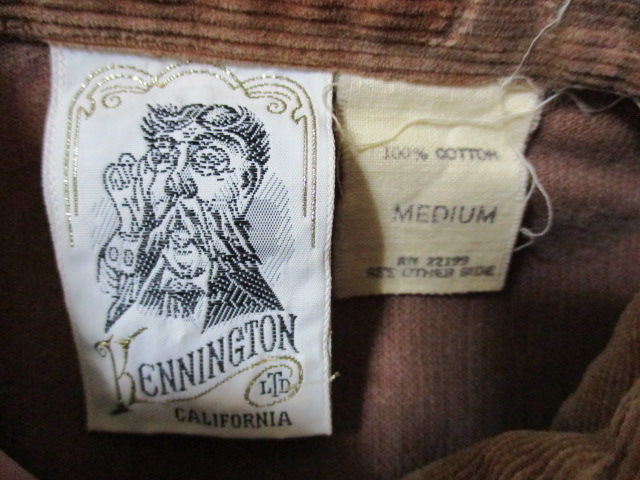 KENNINGTON
LTD
CALIFORNIA
100% COTTON
MEDIUM
RN 22199
SEE OTHER SIDE